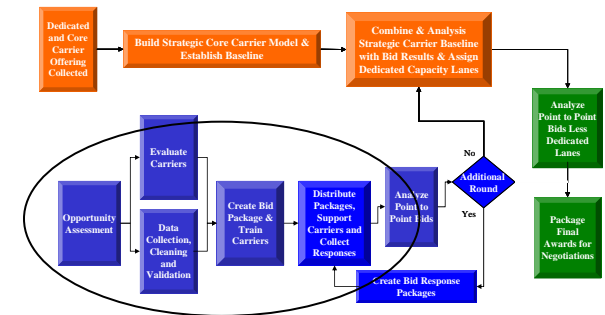 Dedicated
and Core
Carrier
Offering
Collected
Build Strategic Core Carrier Model &
Establish Baseline
Combine & Analysis
Strategic Carrier Baseline
with Bid Results & Assign
Dedicated Capacity Lanes
Analyze
Point to Point
Bids Less
Dedicated
Lanes
Package
Final
Awards for
Negotiations
Opportunity
Assessment
Evaluate
Carriers
Data
Collection,
Cleaning
and
Validation
Create Bid
Package &
Train
Carriers
Distribute
Packages,
Support
Carriers and
Collect
Responses
Analyze
Point to
Point Bids
No
Additional
Round
Yes
Create Bid Response
Packages